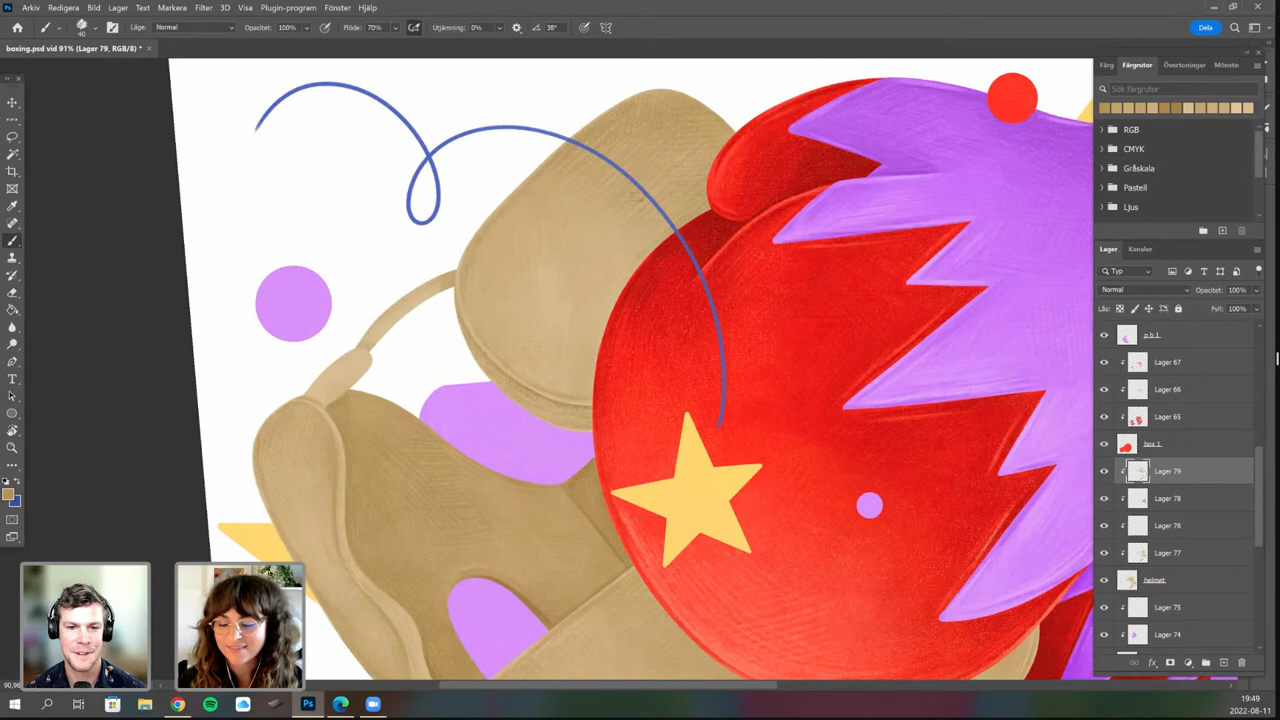 Arkiv Redigera Bild Lager Text Markera Filter 3D Visa Plugin-program Fönster Hjälp
40 Läge: Normal Opacitet: 100% Flöde: 70% Utjämning: 0% 38° Dela
boxing.psd vid 91% (Lager 79, RGB/8) *
Färg Färgrutor Övertoningar Mönste
Sök färgrutor
RGB
CMYK
Gråskala
Pastell
Ljus
Lager Kanaler
Typ
Normal Opacitet: 100%
Lås: Fyll: 100%
p b 1
Lager 67
Lager 66
Lager 65
box 1
Lager 79
Lager 78
Lager 76
Lager 77
helmet
Lager 75
Lager 74
19:49
2022-08-11